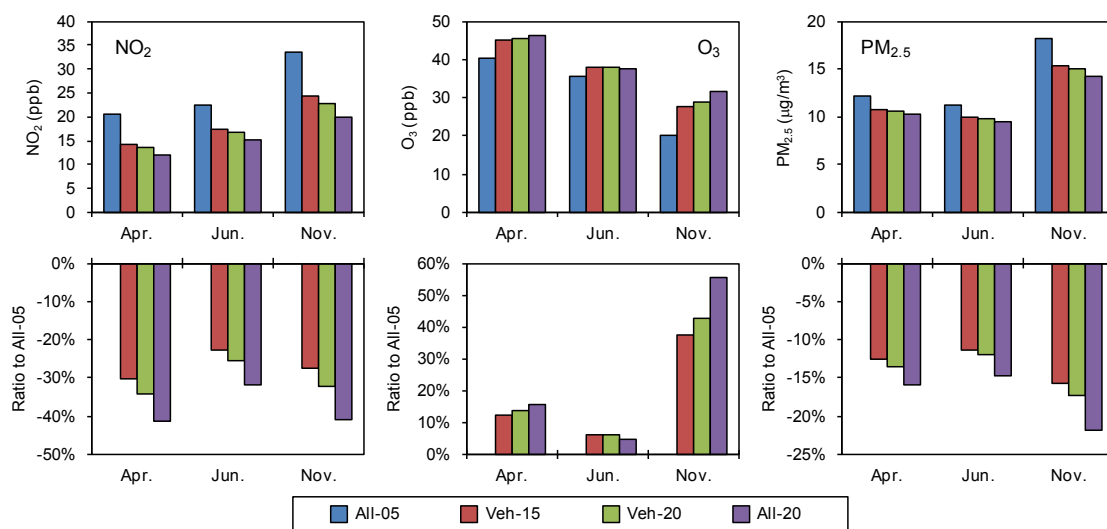 NO2
NO2 (ppb)
40
35
30
25
20
15
10
5
0
Apr. Jun. Nov.
O3
O3 (ppb)
50
40
30
20
10
0
Apr. Jun. Nov.
PM2.5
PM2.5 (μg/m³)
20
15
10
5
0
Apr. Jun. Nov.
Ratio to All-05
0%
-10%
-20%
-30%
-40%
-50%
Apr. Jun. Nov.
Ratio to All-05
60%
50%
40%
30%
20%
10%
0%
Apr. Jun. Nov.
Ratio to All-05
0%
-5%
-10%
-15%
-20%
-25%
Apr. Jun. Nov.
All-05 Veh-15 Veh-20 All-20